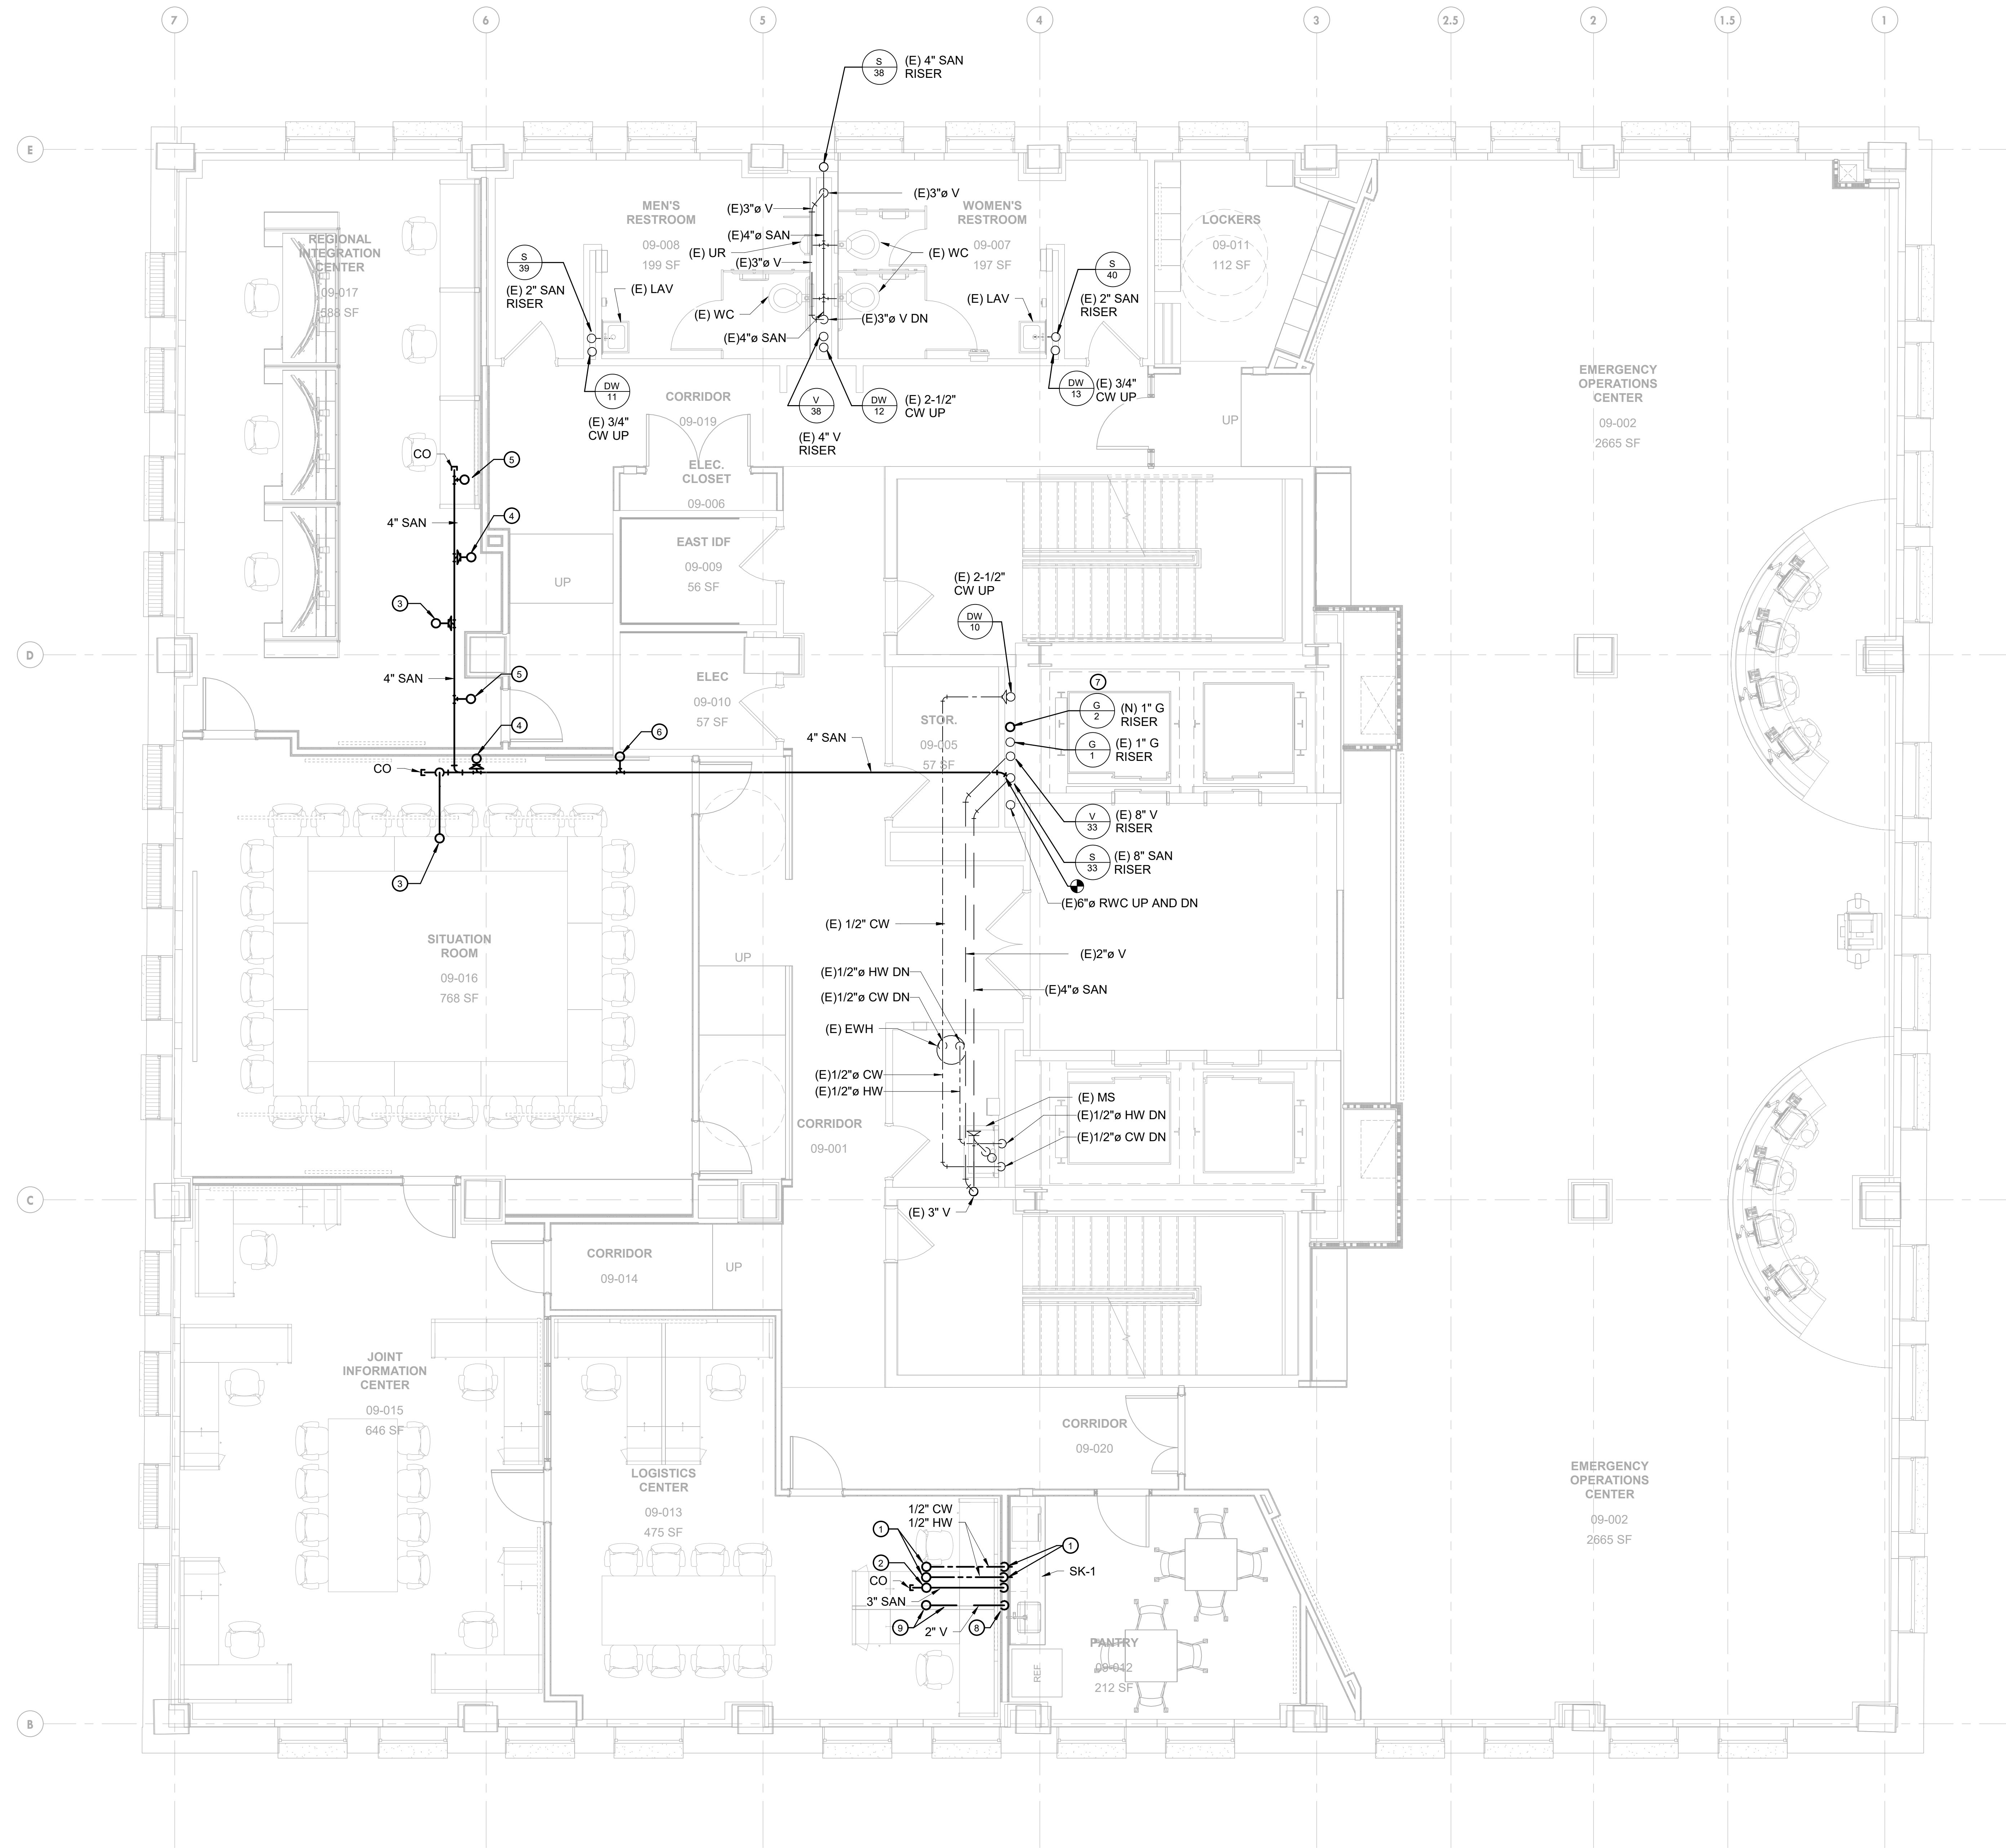 7
6
5
4
3
2.5
2
1.5
1
S
38
(E) 4" SAN
RISER
E
MEN'S
RESTROOM
09-008
199 SF
(E)3"ø V
(E)4"ø SAN
(E) UR
(E)3"ø V
(E)3"ø V
WOMEN'S
RESTROOM
09-007
197 SF
(E) WC
LOCKERS
09-011
112 SF
REGIONAL
INTEGRATION
CENTER
09-017
588 SF
S
39
(E) 2" SAN
RISER
(E) LAV
(E) WC
(E)4"ø SAN
(E)3"ø V DN
(E) LAV
S
40
(E) 2" SAN
RISER
DW
11
(E) 3/4"
CW UP
CORRIDOR
09-019
V
38
(E) 4" V
RISER
DW
12
(E) 2-1/2"
CW UP
DW
13
(E) 3/4"
CW UP
UP
EMERGENCY
OPERATIONS
CENTER
09-002
2665 SF
CO
5
4" SAN
4
3
ELEC.
CLOSET
09-006
EAST IDF
09-009
56 SF
UP
(E) 2-1/2"
CW UP
DW
10
D
4" SAN
5
4
ELEC
09-010
57 SF
6
STOR.
09-005
57 SF
4" SAN
7
G
2
(N) 1" G
RISER
G
1
(E) 1" G
RISER
CO
V
33
(E) 8" V
RISER
S
33
(E) 8" SAN
RISER
3
(E)6"ø RWC UP AND DN
SITUATION
ROOM
09-016
768 SF
UP
(E) 1/2" CW
(E)2"ø V
(E)1/2"ø HW DN
(E)1/2"ø CW DN
(E)4"ø SAN
(E) EWH
(E)1/2"ø CW
(E)1/2"ø HW
(E) MS
(E)1/2"ø HW DN
(E)1/2"ø CW DN
CORRIDOR
09-001
C
(E) 3" V
CORRIDOR
09-014
UP
JOINT
INFORMATION
CENTER
09-015
646 SF
CORRIDOR
09-020
LOGISTICS
CENTER
09-013
475 SF
EMERGENCY
OPERATIONS
CENTER
09-002
2665 SF
1/2" CW
1/2" HW
1
2
CO
3" SAN
9
2" V
8
1
SK-1
PANTRY
09-012
212 SF
REF.
B